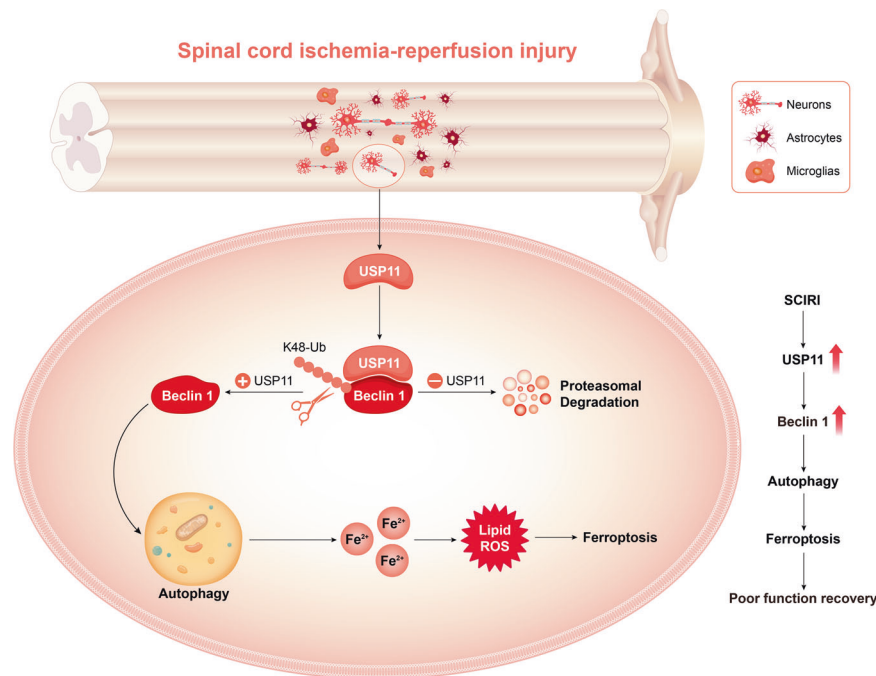 Spinal cord ischemia-reperfusion injury
Neurons
Astrocytes
Microglias
USP11
K48-Ub
USP11
Beclin 1
+ USP11
Beclin 1
− USP11
Proteasomal
Degradation
Autophagy
Fe²⁺
Fe²⁺
Fe²⁺
Lipid
ROS
Ferroptosis
SCIRI
USP11
Beclin 1
Autophagy
Ferroptosis
Poor function recovery